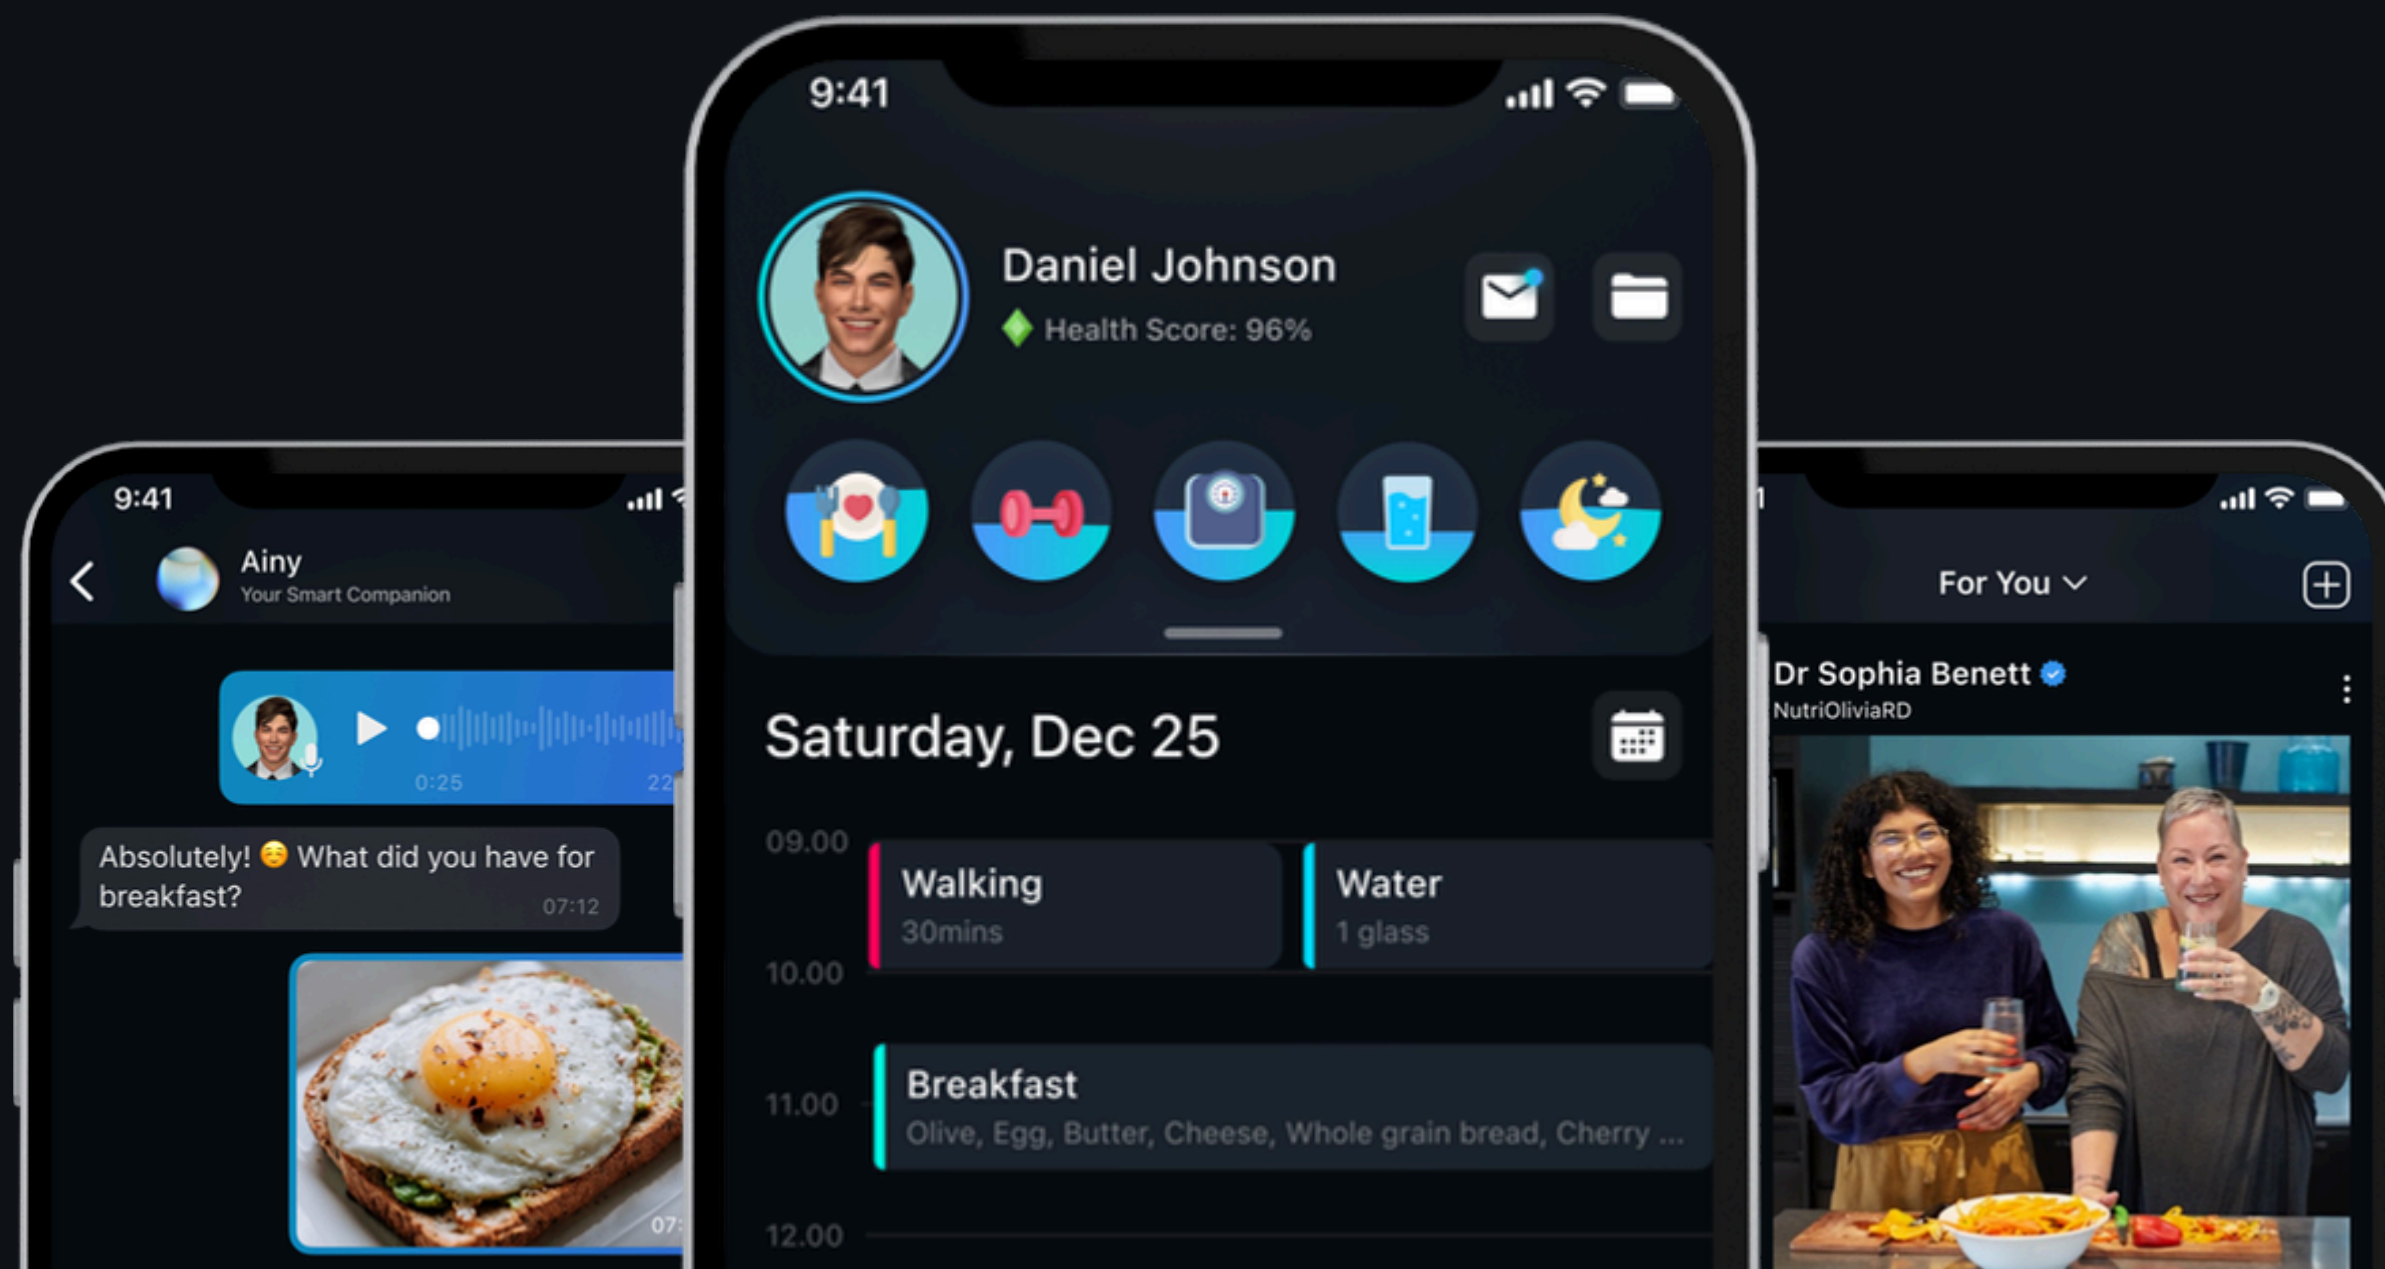 9:41
Ainy
Your Smart Companion
0:25
22
Absolutely! ☺️ What did you have for
breakfast?
07:12
07:
9:41
Daniel Johnson
Health Score: 96%
Saturday, Dec 25
09.00
Walking
30mins
Water
1 glass
10.00
Breakfast
11.00
Olive, Egg, Butter, Cheese, Whole grain bread, Cherry ...
12.00
For You
Dr Sophia Benett
NutriOliviaRD